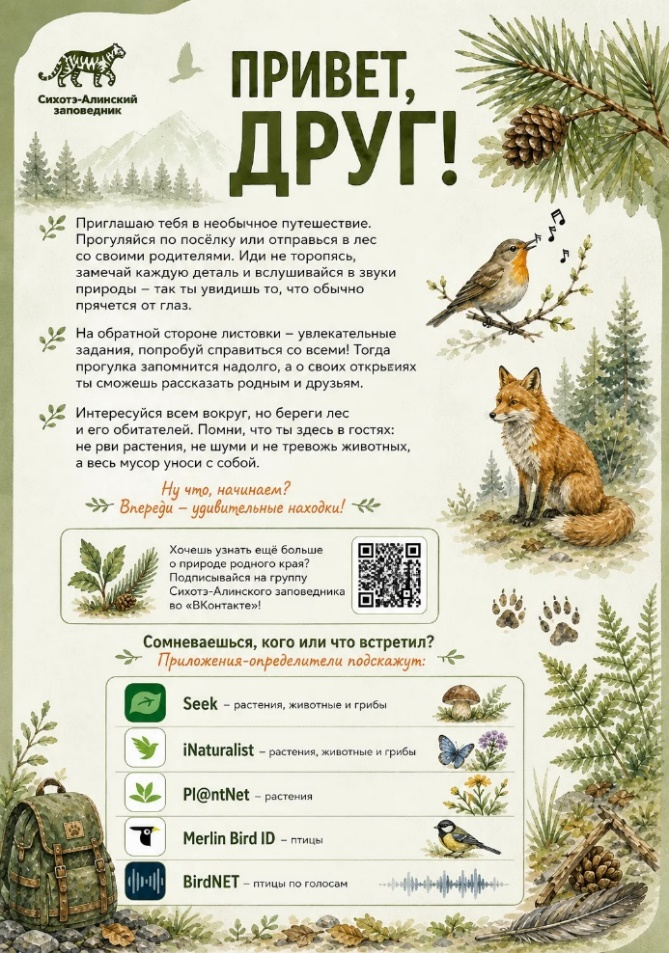 Сихотэ-Алинский
заповедник
ПРИВЕТ,
ДРУГ!
Приглашаю тебя в необычное путешествие.
Прогуляйся по посёлку или отправься в лес
со своими родителями. Иди не торопясь,
замечай каждую деталь и вслушивайся в звуки
природы – так ты увидишь то, что обычно
прячется от глаз.
На обратной стороне листовки – увлекательные
задания, попробуй справиться со всеми! Тогда
прогулка запомнится надолго, а о своих открытиях
ты сможешь рассказать родным и друзьям.
Интересуйся всем вокруг, но береги лес
и его обитателей. Помни, что ты здесь в гостях:
не рви растения, не шуми и не тревожь животных,
а весь мусор уноси с собой.
Ну что, начинаем?
Впереди – удивительные находки!
Хочешь узнать ещё больше
о природе родного края?
Подписывайся на группу
Сихотэ-Алинского заповедника
во «ВКонтакте»!
Сомневаешься, кого или что встретил?
Приложения-определители подскажут:
Seek – растения, животные и грибы
iNaturalist – растения, животные и грибы
Pl@ntNet – растения
Merlin Bird ID – птицы
BirdNET – птицы по голосам